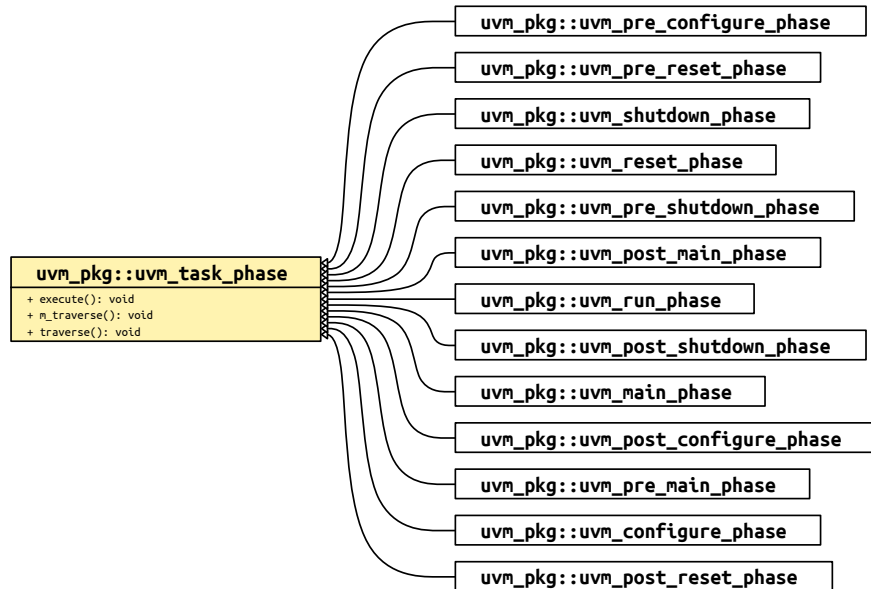 uvm_pkg::uvm_task_phase
+ execute(): void
+ m_traverse(): void
+ traverse(): void
uvm_pkg::uvm_pre_configure_phase
uvm_pkg::uvm_pre_reset_phase
uvm_pkg::uvm_shutdown_phase
uvm_pkg::uvm_reset_phase
uvm_pkg::uvm_pre_shutdown_phase
uvm_pkg::uvm_post_main_phase
uvm_pkg::uvm_run_phase
uvm_pkg::uvm_post_shutdown_phase
uvm_pkg::uvm_main_phase
uvm_pkg::uvm_post_configure_phase
uvm_pkg::uvm_pre_main_phase
uvm_pkg::uvm_configure_phase
uvm_pkg::uvm_post_reset_phase